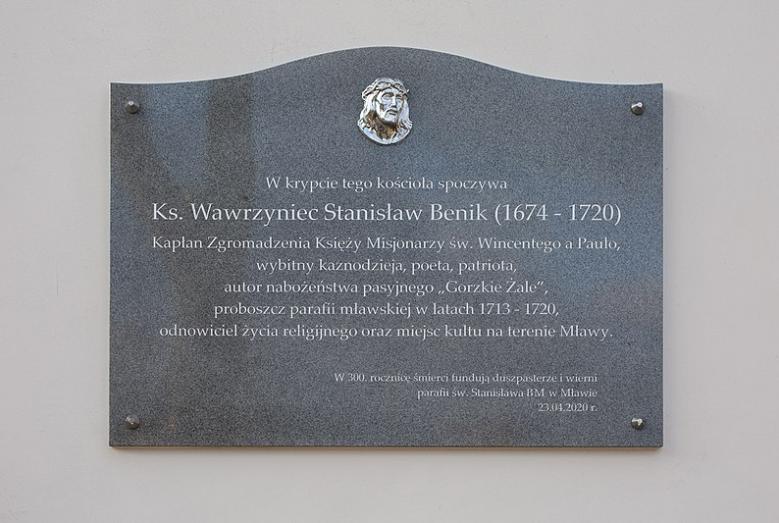 W krypcie tego kościoła spoczywa
Ks. Wawrzyniec Stanisław Benik (1674 - 1720)
Kapłan Zgromadzenia Księży Misjonarzy św. Wincentego a Paulo,
wybitny kaznodzieja, poeta, patriota,
autor nabożeństwa pasyjnego „Gorzkie Żale”,
proboszcz parafii mławskiej w latach 1713 - 1720,
odnowiciel życia religijnego oraz miejsc kultu na terenie Mławy.
W 300. rocznicę śmierci fundują duszpasterze i wierni
parafii św. Stanisława BM w Mławie
23.04.2020 r.